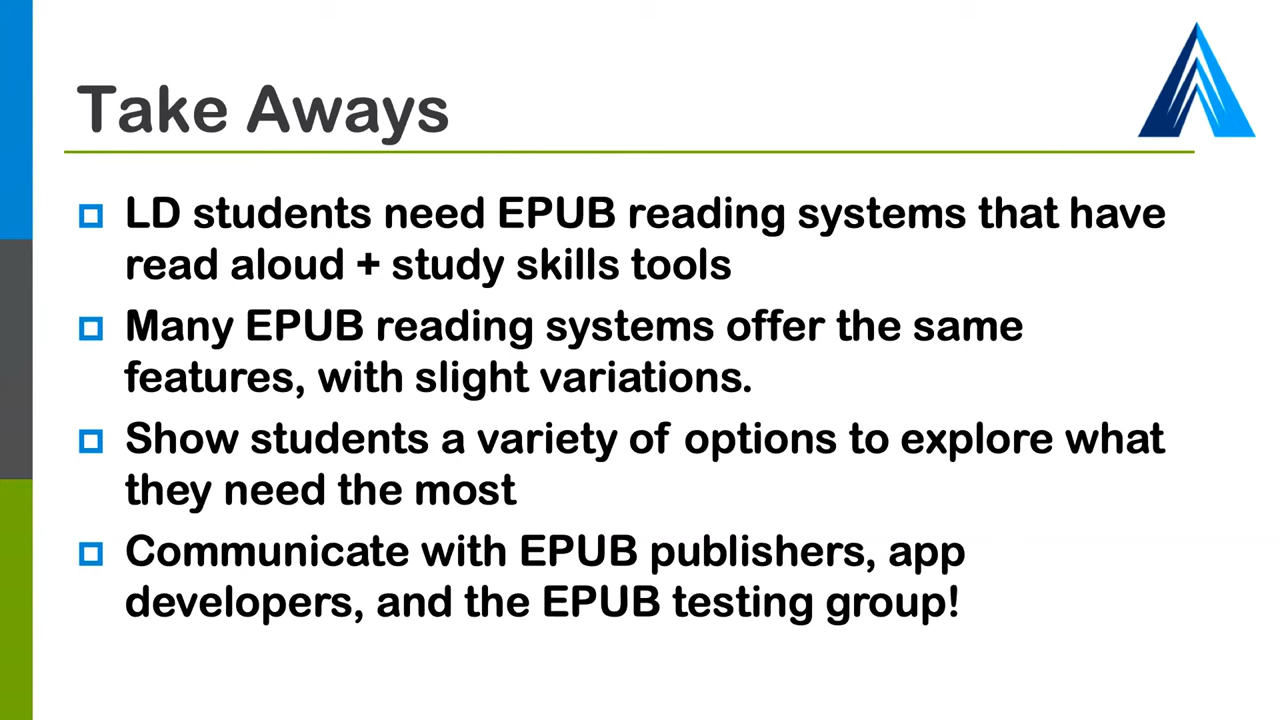 Take Aways
LD students need EPUB reading systems that have
read aloud + study skills tools
Many EPUB reading systems offer the same
features, with slight variations.
Show students a variety of options to explore what
they need the most
Communicate with EPUB publishers, app
developers, and the EPUB testing group!